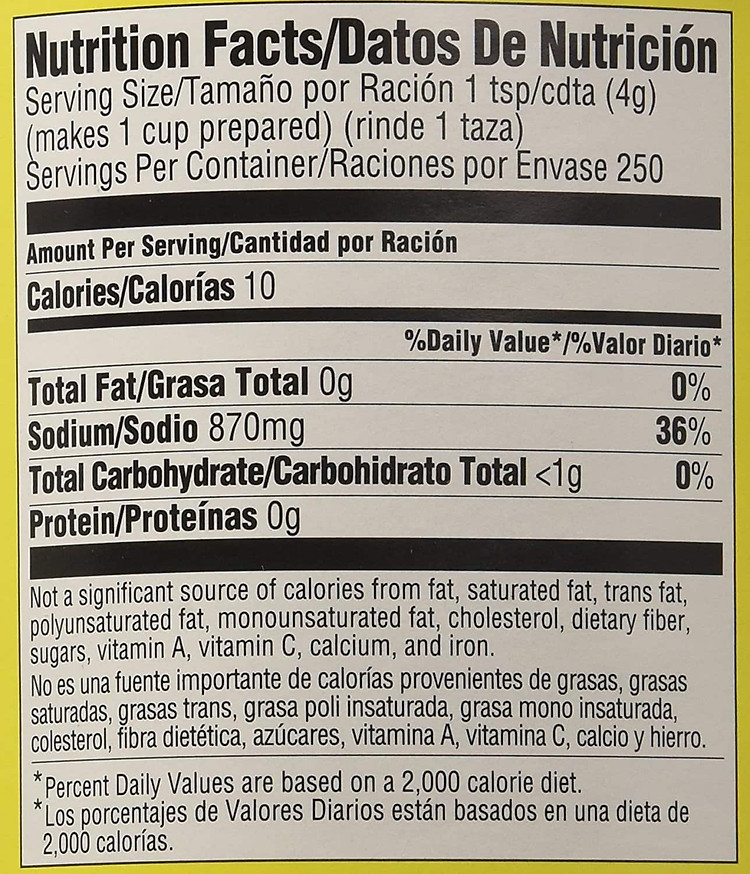 Nutrition Facts/Datos De Nutrición
Serving Size/Tamaño por Ración 1 tsp/cdta (4g)
(makes 1 cup prepared) (rinde 1 taza)
Servings Per Container/Raciones por Envase 250
Amount Per Serving/Cantidad por Ración
Calories/Calorías 10
%Daily Value*/%Valor Diario*
Total Fat/Grasa Total 0g 0%
Sodium/Sodio 870mg 36%
Total Carbohydrate/Carbohidrato Total <1g 0%
Protein/Proteínas 0g
Not a significant source of calories from fat, saturated fat, trans fat,
polyunsaturated fat, monounsaturated fat, cholesterol, dietary fiber,
sugars, vitamin A, vitamin C, calcium, and iron.
No es una fuente importante de calorías provenientes de grasas, grasas
saturadas, grasas trans, grasa poli insaturada, grasa mono insaturada,
colesterol, fibra dietética, azúcares, vitamina A, vitamina C, calcio y hierro.
*Percent Daily Values are based on a 2,000 calorie diet.
*Los porcentajes de Valores Diarios están basados en una dieta de
2,000 calorías.